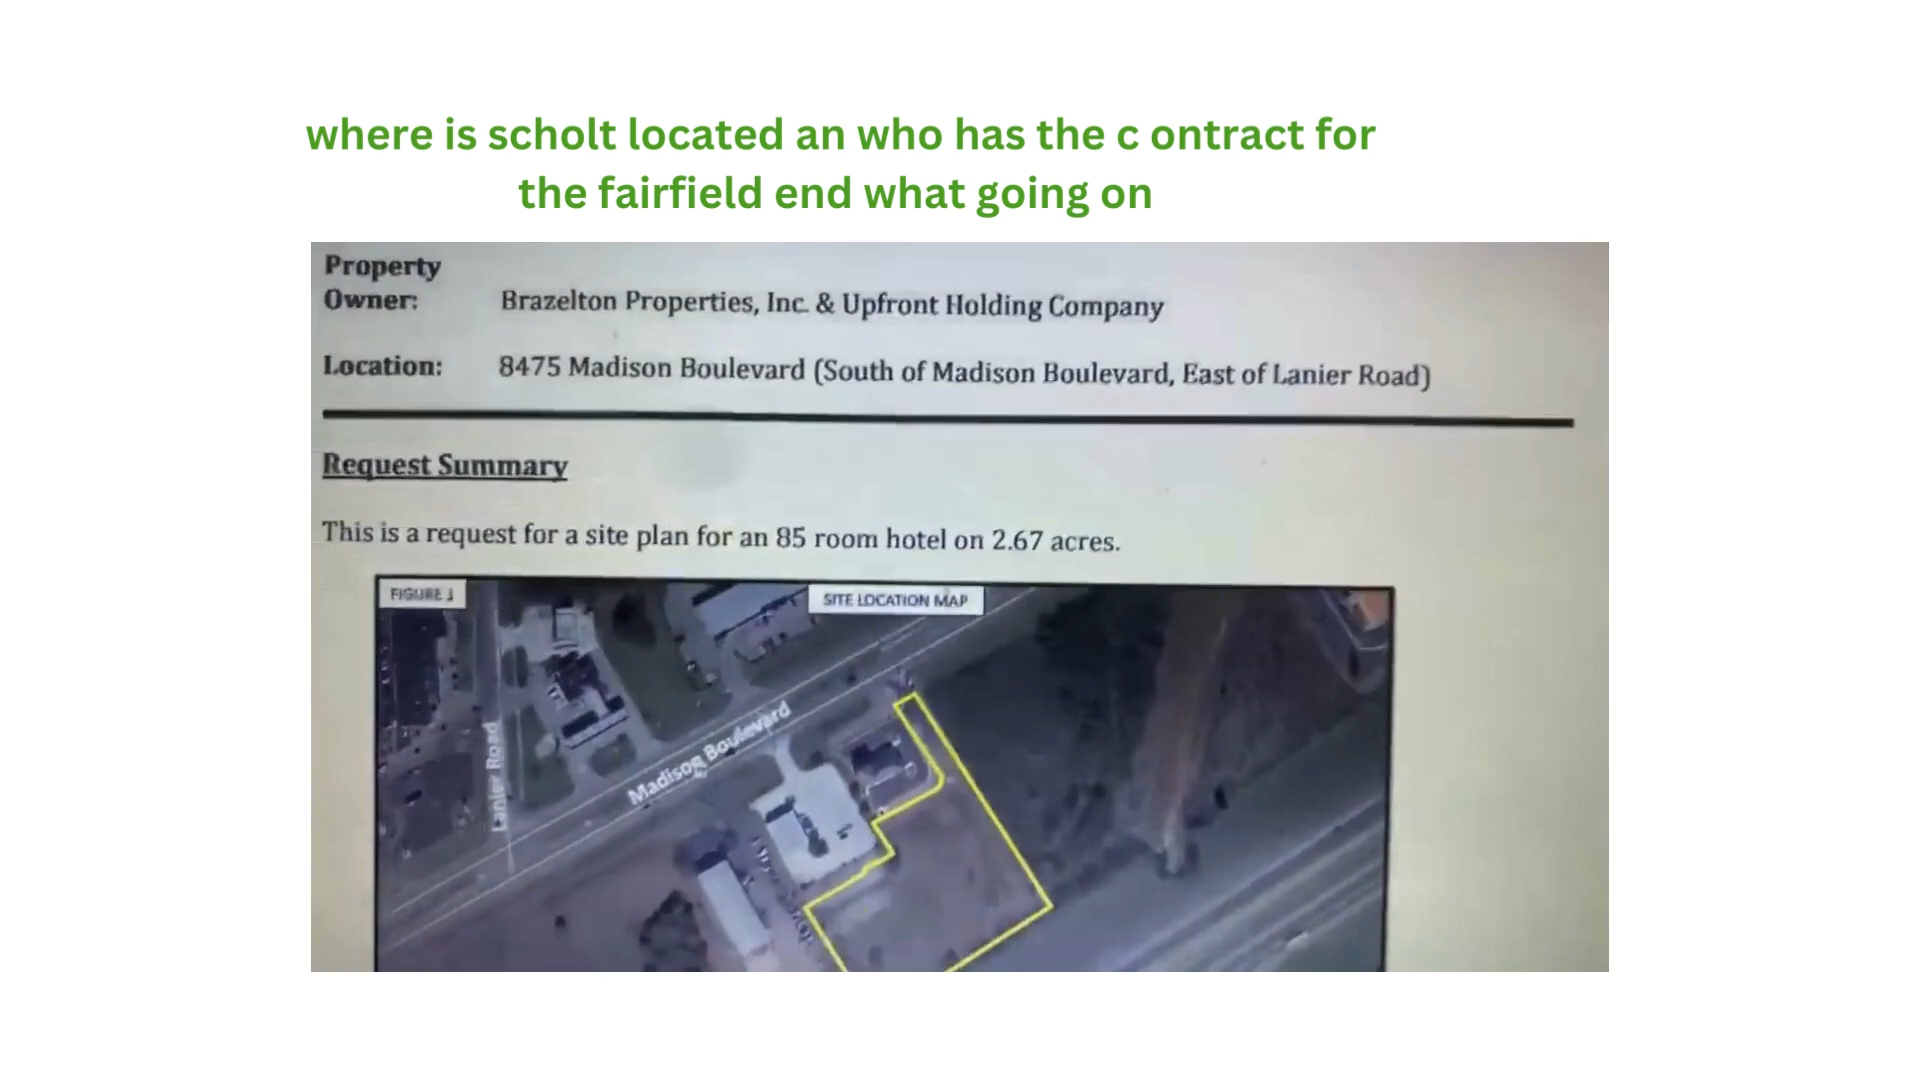 where is scholt located an who has the c ontract for
the fairfield end what going on
Property
Owner: Brazelton Properties, Inc. & Upfront Holding Company
Location: 8475 Madison Boulevard (South of Madison Boulevard, East of Lanier Road)
Request Summary
This is a request for a site plan for an 85 room hotel on 2.67 acres.
FIGURE 1
SITE LOCATION MAP
Lanier Road
Madison Boulevard